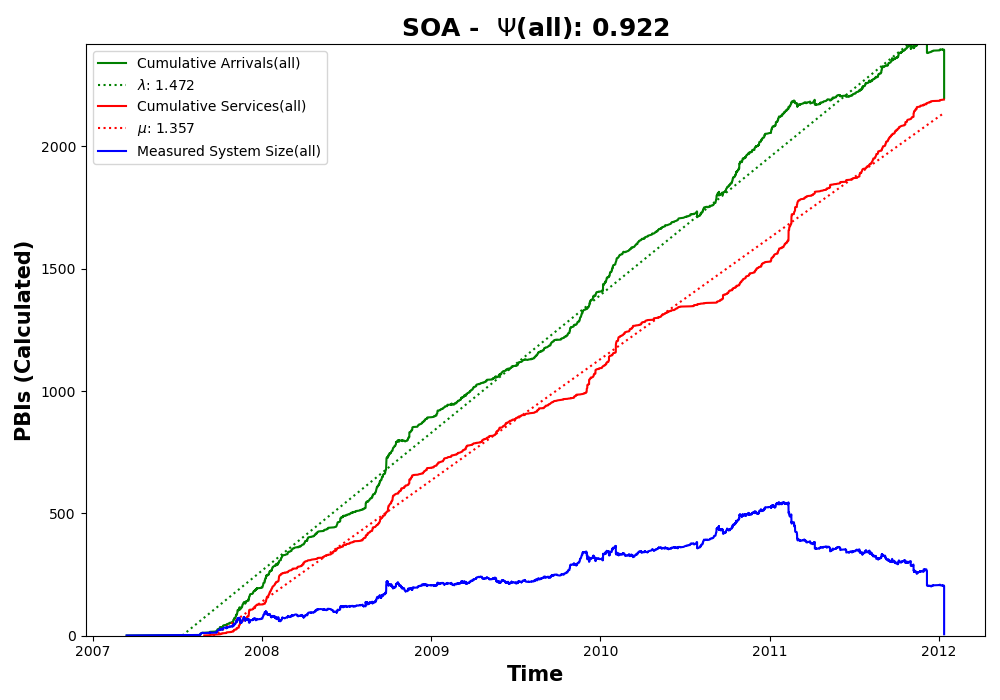 SOA - Ψ(all): 0.922
Cumulative Arrivals(all)
λ: 1.472
Cumulative Services(all)
μ: 1.357
Measured System Size(all)
PBIs (Calculated)
2000
1500
1000
500
0
2007 2008 2009 2010 2011 2012
Time